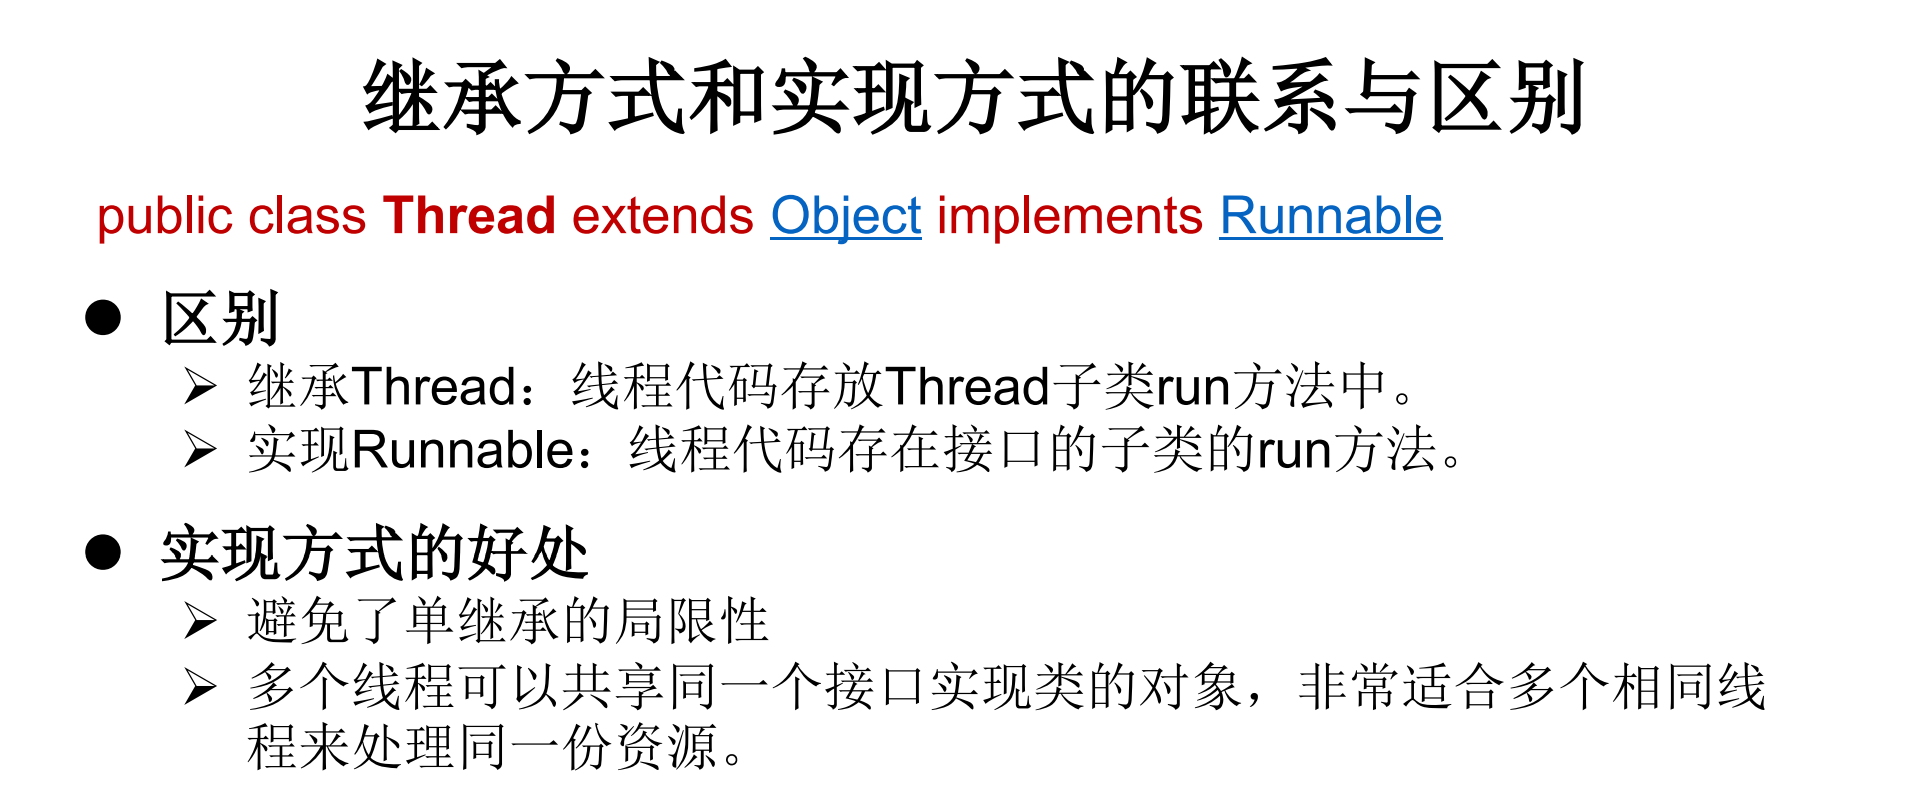 继承方式和实现方式的联系与区别
public class Thread extends Object implements Runnable
● 区别
➢ 继承Thread：线程代码存放Thread子类run方法中。
➢ 实现Runnable：线程代码存在接口的子类的run方法。
● 实现方式的好处
➢ 避免了单继承的局限性
➢ 多个线程可以共享同一个接口实现类的对象，非常适合多个相同线
程来处理同一份资源。